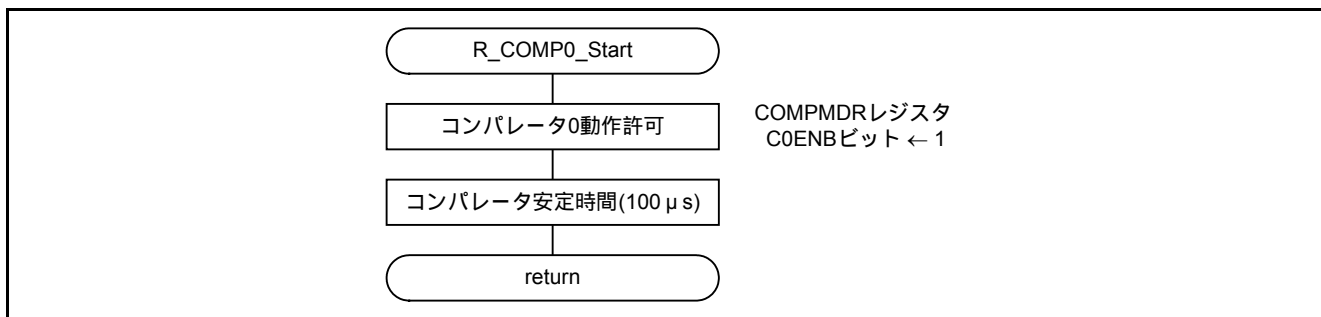 R_COMP0_Start
コンパレータ0動作許可
COMPMDRレジスタ
C0ENBビット ← 1
コンパレータ安定時間(100 μ s)
return